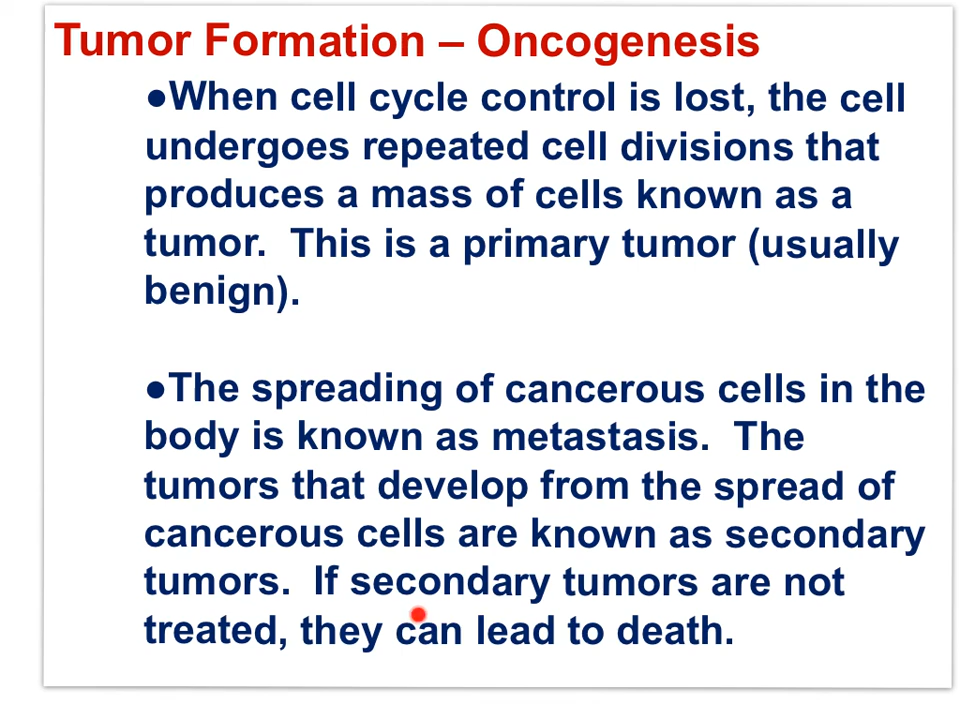 Tumor Formation – Oncogenesis
●When cell cycle control is lost, the cell
undergoes repeated cell divisions that
produces a mass of cells known as a
tumor.  This is a primary tumor (usually
benign).
●The spreading of cancerous cells in the
body is known as metastasis.  The
tumors that develop from the spread of
cancerous cells are known as secondary
tumors.  If secondary tumors are not
treated, they can lead to death.